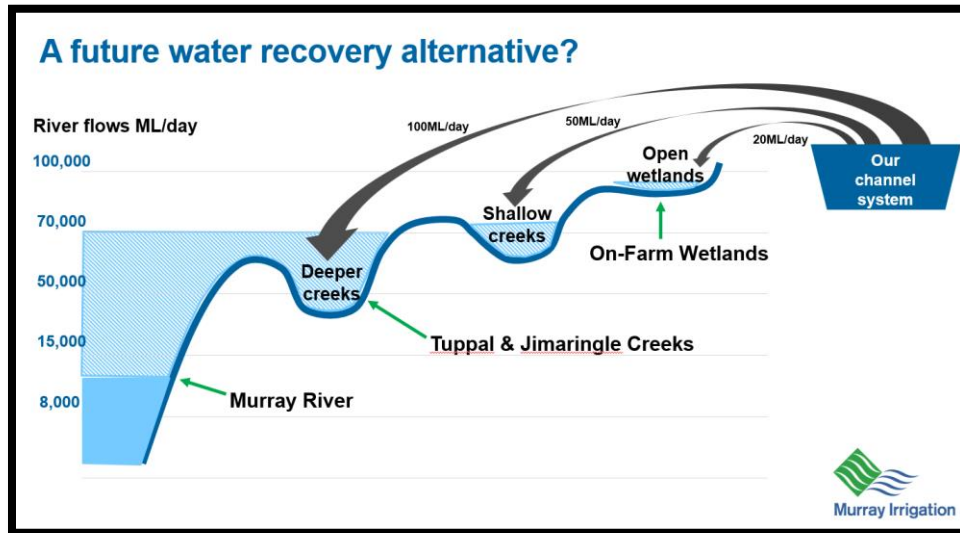 A future water recovery alternative?
River flows ML/day
100,000
70,000
50,000
15,000
8,000
100ML/day
50ML/day
20ML/day
Our
channel
system
Open
wetlands
Shallow
creeks
Deeper
creeks
On-Farm Wetlands
Tuppal & Jimaringle Creeks
Murray River
Murray Irrigation